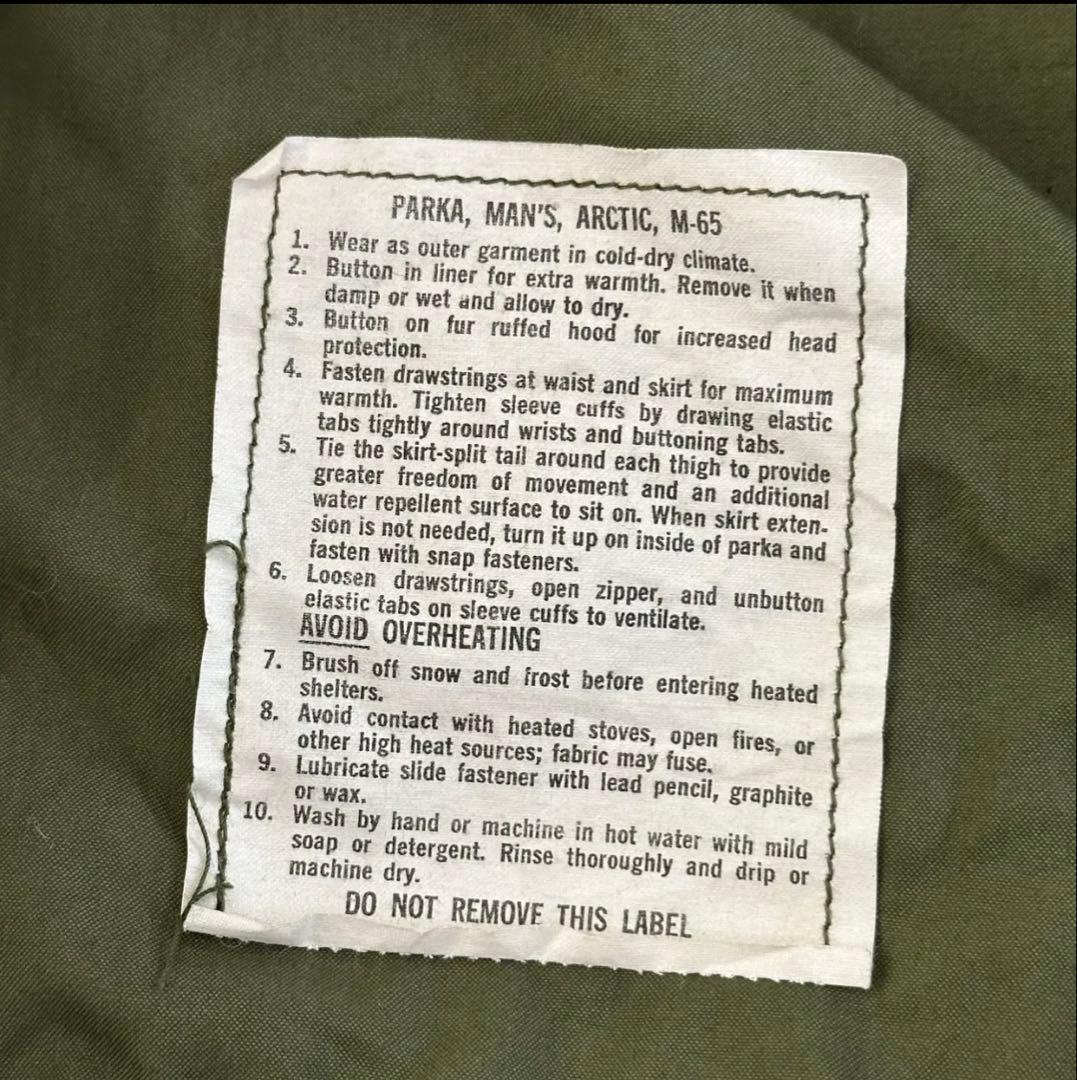 PARKA, MAN'S, ARCTIC, M-65
1. Wear as outer garment in cold-dry climate.
2. Button in liner for extra warmth. Remove it when
damp or wet and allow to dry.
3. Button on fur ruffed hood for increased head
protection.
4. Fasten drawstrings at waist and skirt for maximum
warmth. Tighten sleeve cuffs by drawing elastic
tabs tightly around wrists and buttoning tabs.
5. Tie the skirt-split tail around each thigh to provide
greater freedom of movement and an additional
water repellent surface to sit on. When skirt exten-
sion is not needed, turn it up on inside of parka and
fasten with snap fasteners.
6. Loosen drawstrings, open zipper, and unbutton
elastic tabs on sleeve cuffs to ventilate.
AVOID OVERHEATING
7. Brush off snow and frost before entering heated
shelters.
8. Avoid contact with heated stoves, open fires, or
other high heat sources; fabric may fuse.
9. Lubricate slide fastener with lead pencil, graphite
or wax.
10. Wash by hand or machine in hot water with mild
soap or detergent. Rinse thoroughly and drip or
machine dry.
DO NOT REMOVE THIS LABEL